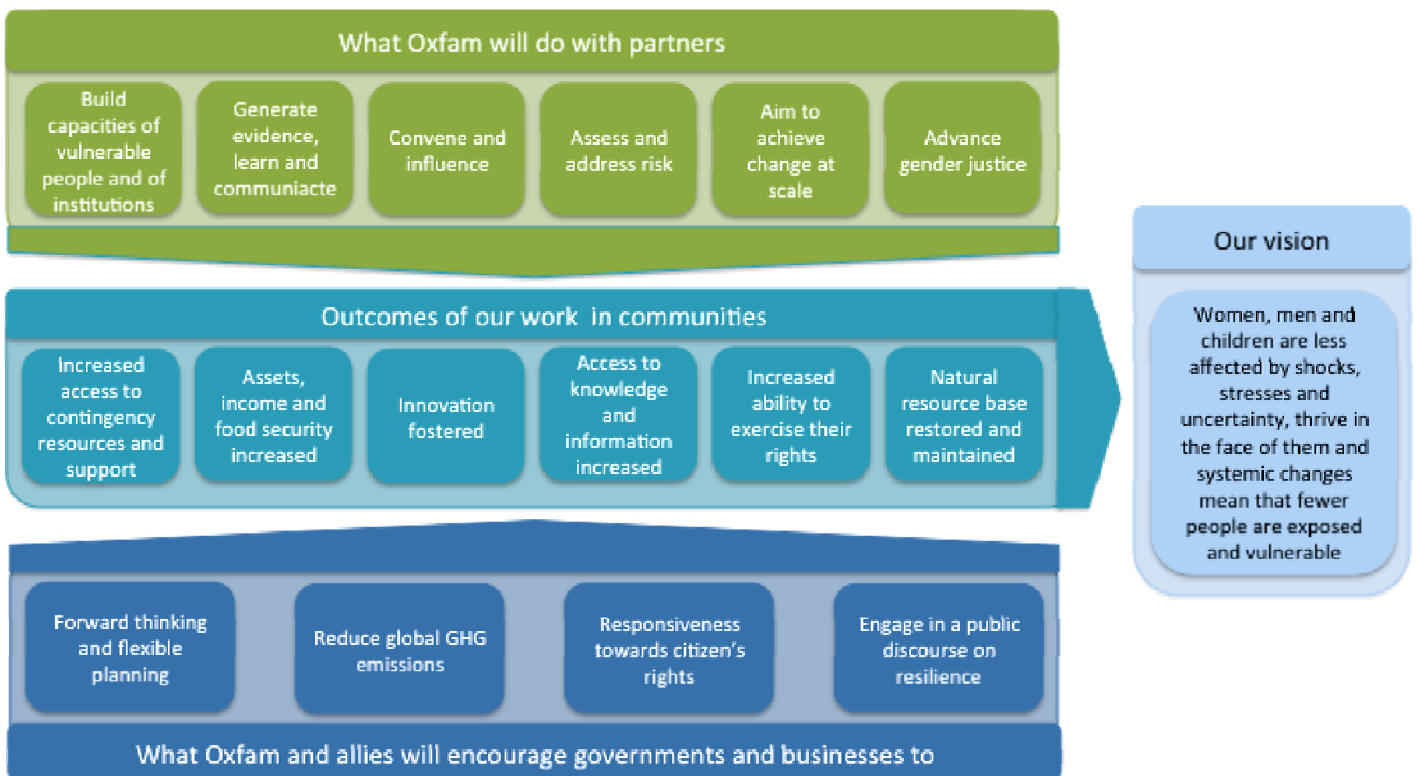 What Oxfam will do with partners
Build
capacities of
vulnerable
people and of
institutions
Generate
evidence,
learn and
communiacte
Convene and
influence
Assess and
address risk
Aim to
achieve
change at
scale
Advance
gender justice
Outcomes of our work in communities
Increased
access to
contingency
resources and
support
Assets,
income and
food security
increased
Innovation
fostered
Access to
knowledge
and
information
increased
Increased
ability to
exercise their
rights
Natural
resource base
restored and
maintained
Forward thinking
and flexible
planning
Reduce global GHG
emissions
Responsiveness
towards citizen's
rights
Engage in a public
discourse on
resilience
What Oxfam and allies will encourage governments and businesses to
Our vision
Women, men and
children are less
affected by shocks,
stresses and
uncertainty, thrive in
the face of them and
systemic changes
mean that fewer
people are exposed
and vulnerable